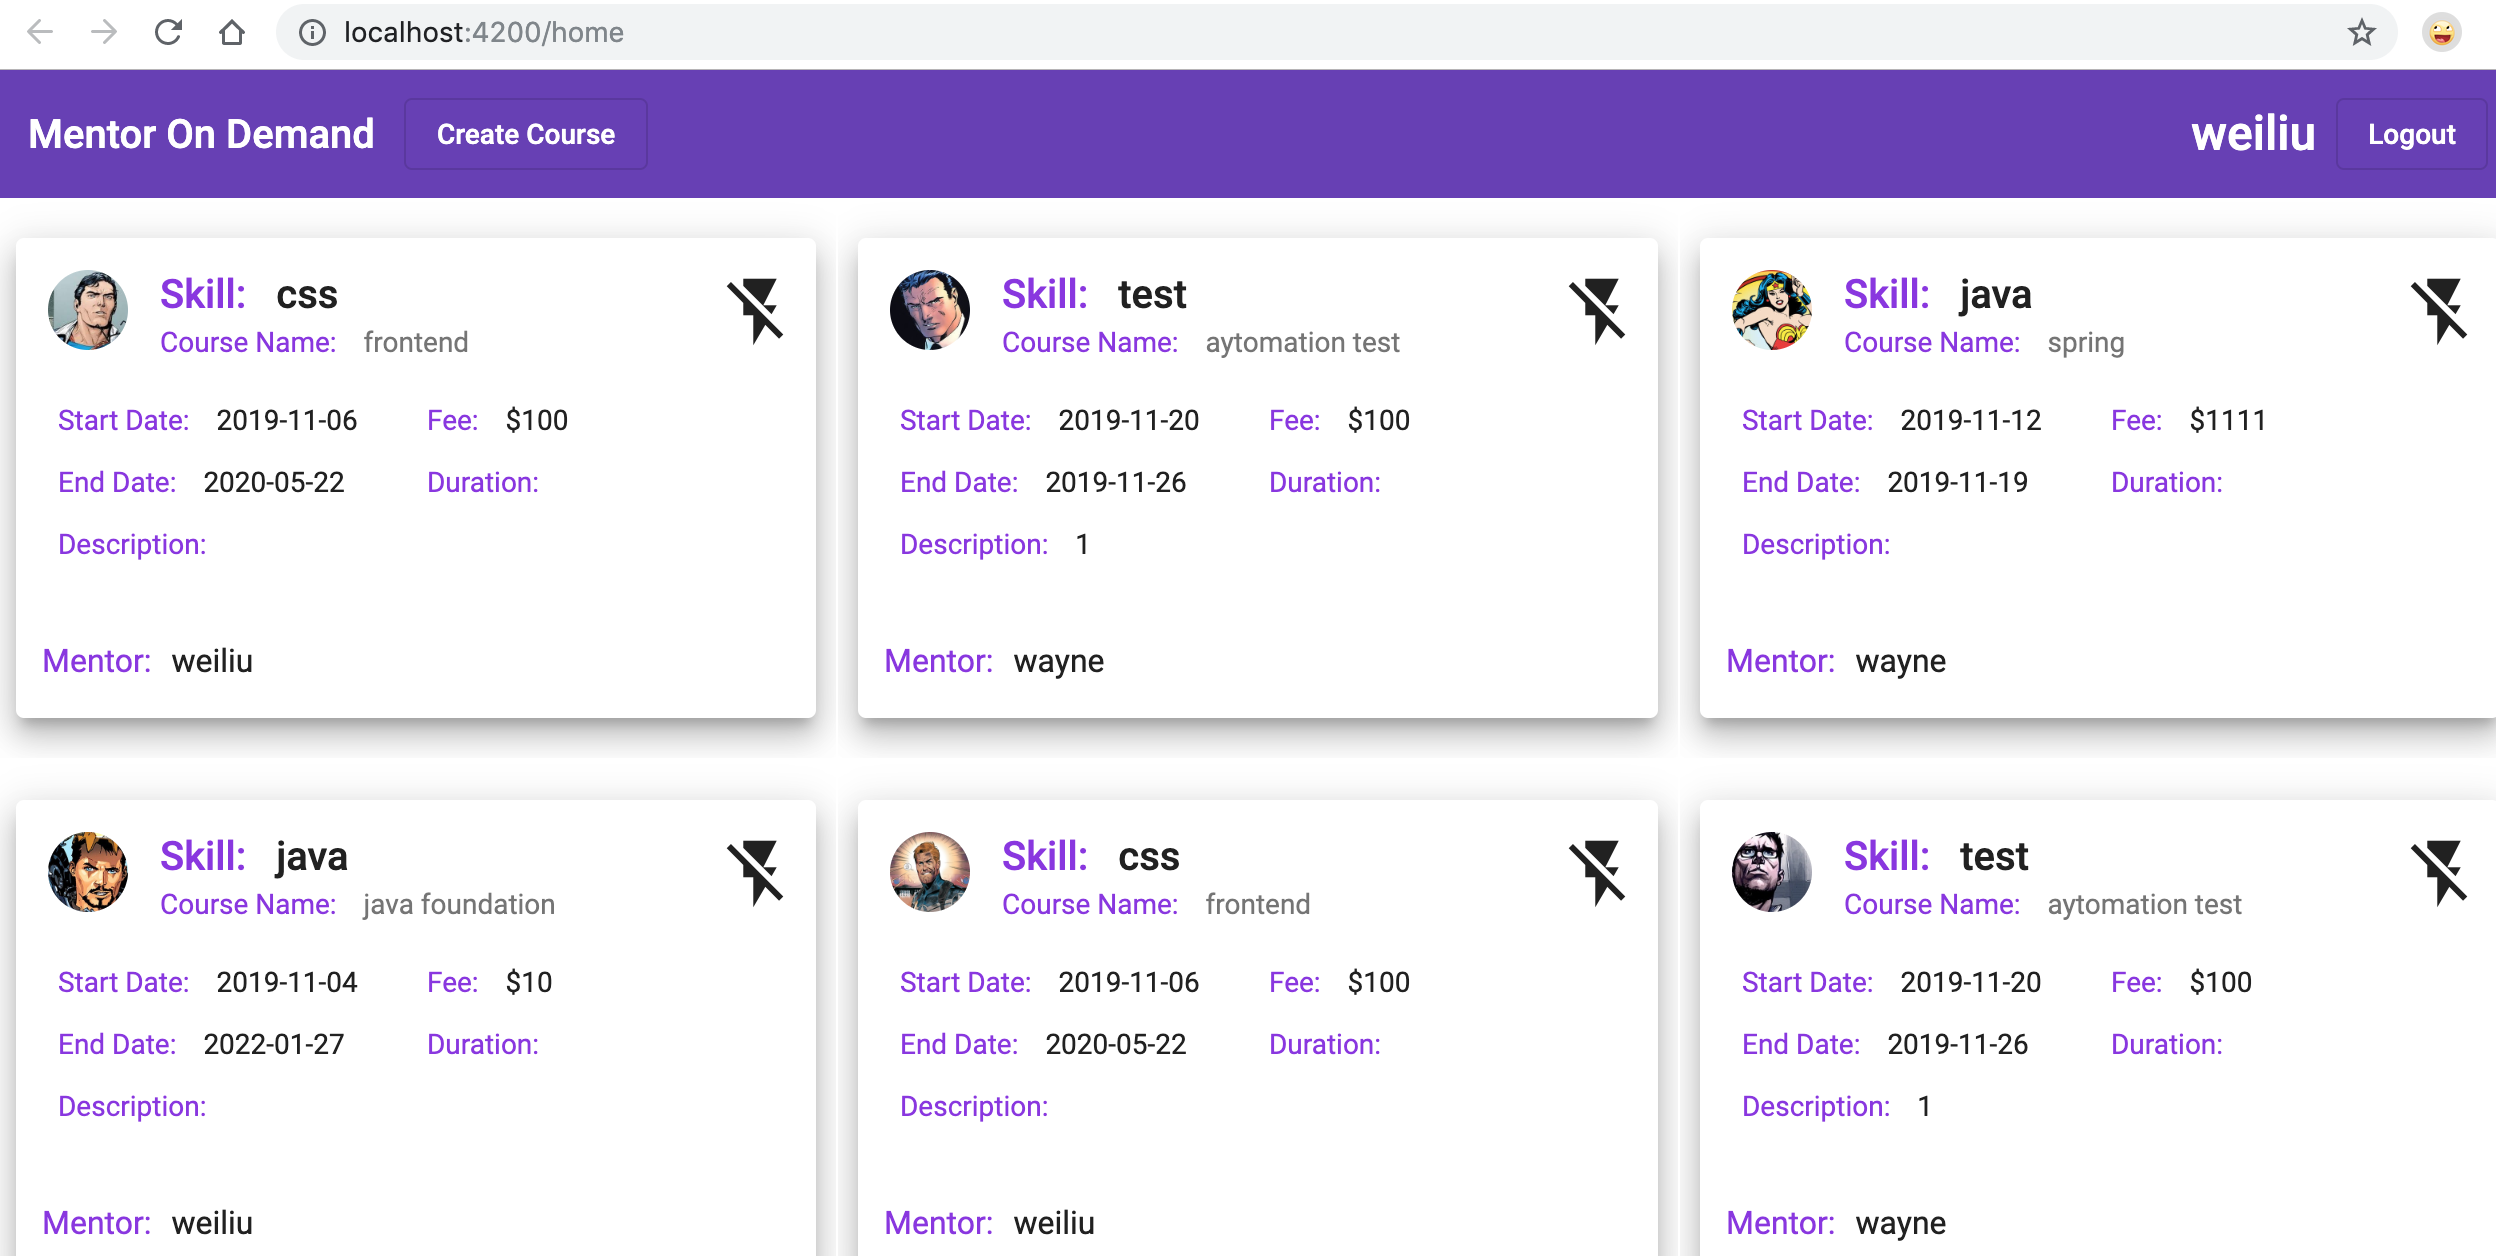 localhost:4200/home
Mentor On Demand Create Course weiliu Logout
Skill: css
Course Name: frontend
Start Date: 2019-11-06 Fee: $100
End Date: 2020-05-22 Duration:
Description:
Mentor: weiliu
Skill: test
Course Name: aytomation test
Start Date: 2019-11-20 Fee: $100
End Date: 2019-11-26 Duration:
Description: 1
Mentor: wayne
Skill: java
Course Name: spring
Start Date: 2019-11-12 Fee: $1111
End Date: 2019-11-19 Duration:
Description:
Mentor: wayne
Skill: java
Course Name: java foundation
Start Date: 2019-11-04 Fee: $10
End Date: 2022-01-27 Duration:
Description:
Mentor: weiliu
Skill: css
Course Name: frontend
Start Date: 2019-11-06 Fee: $100
End Date: 2020-05-22 Duration:
Description:
Mentor: weiliu
Skill: test
Course Name: aytomation test
Start Date: 2019-11-20 Fee: $100
End Date: 2019-11-26 Duration:
Description: 1
Mentor: wayne